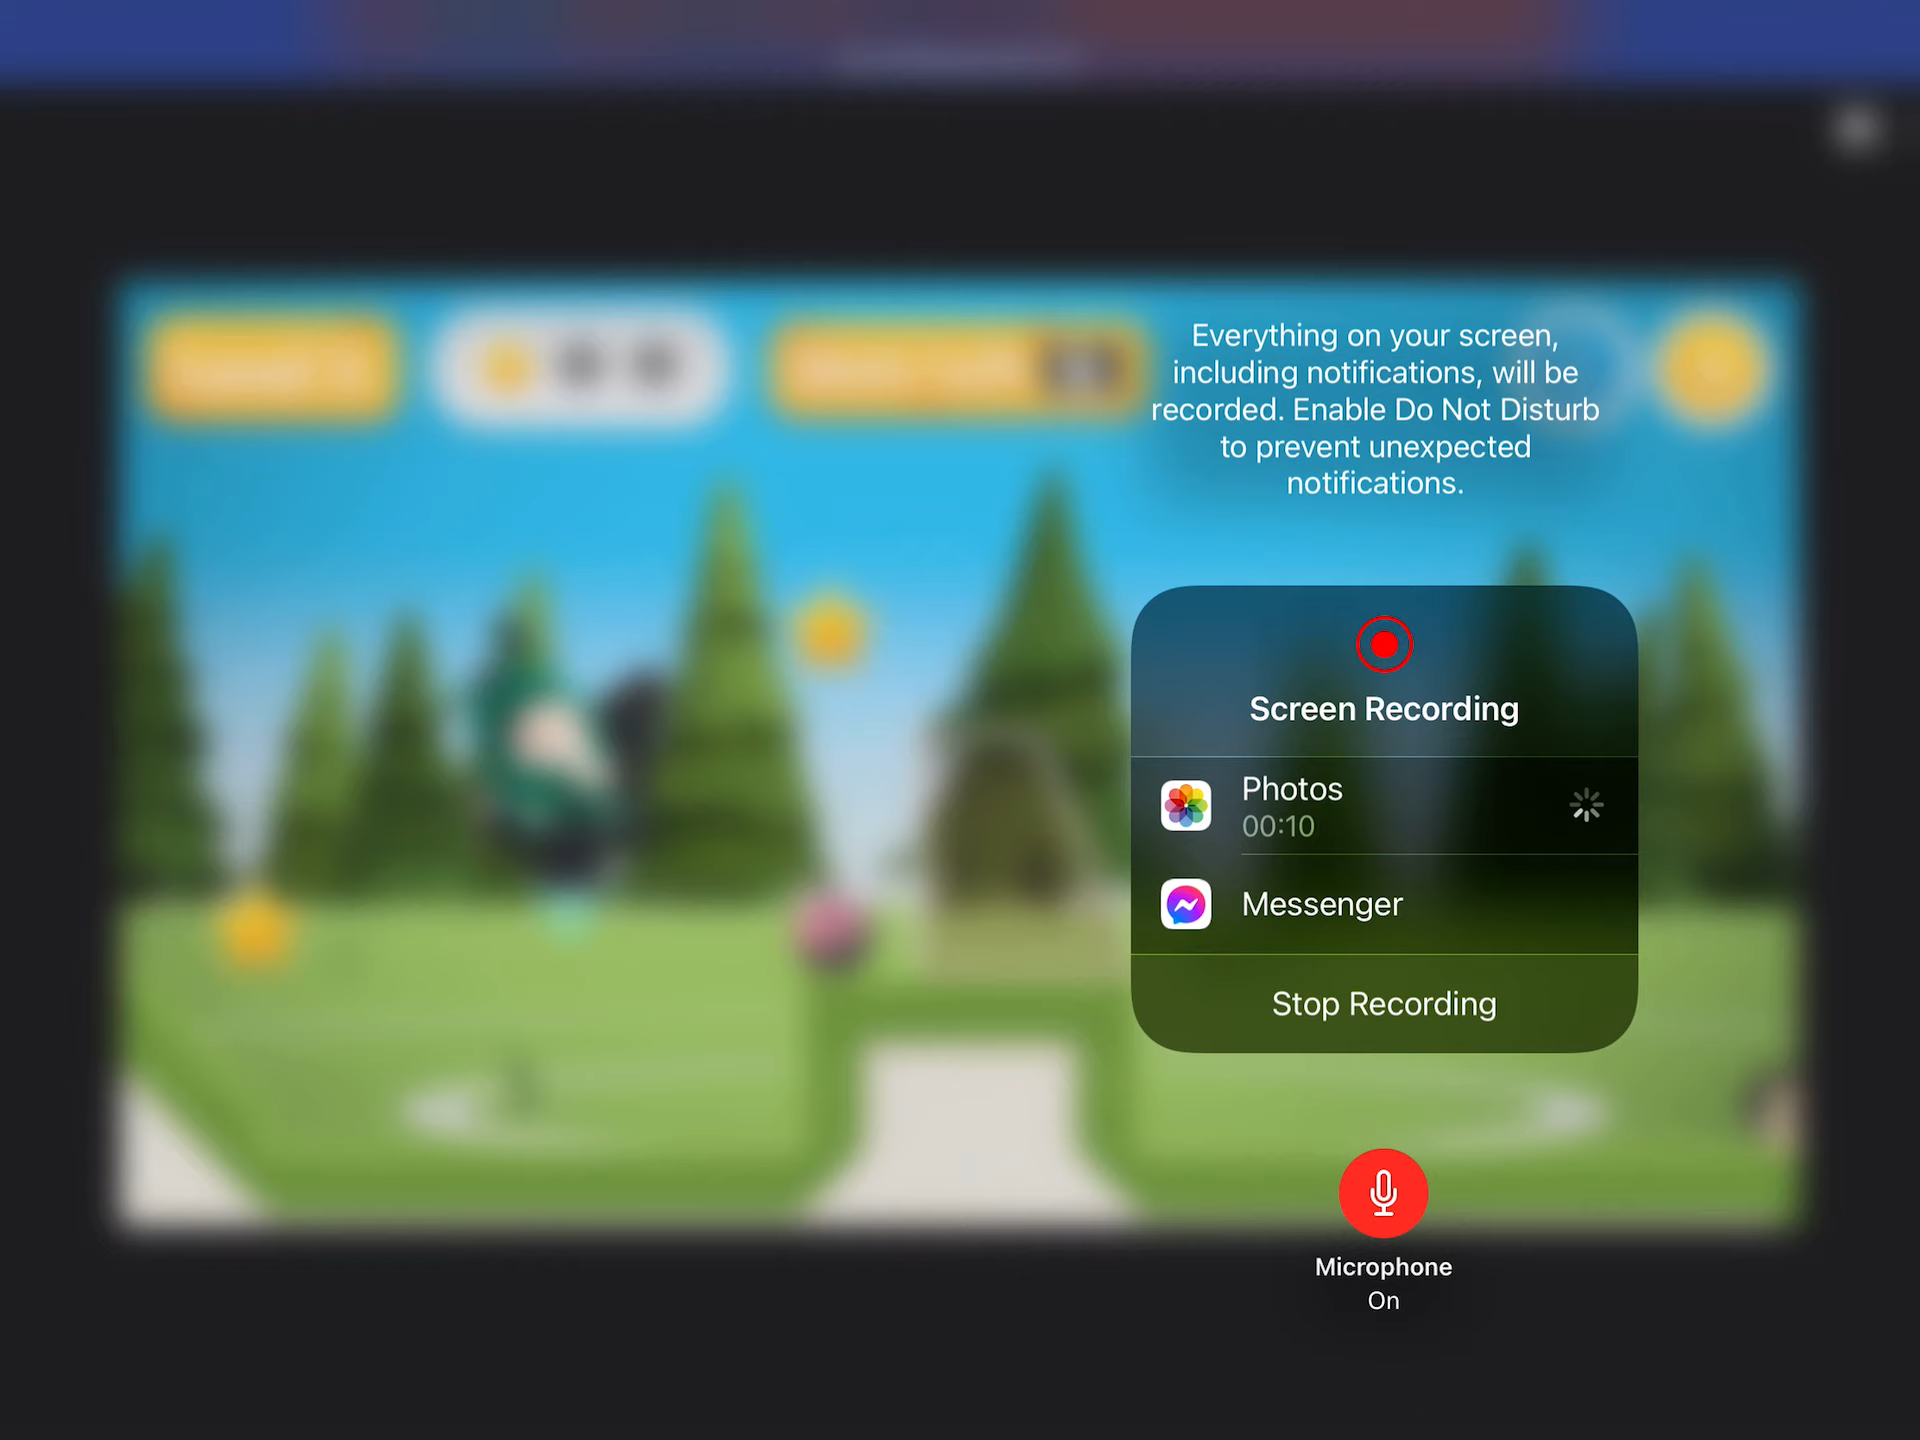 Everything on your screen,
including notifications, will be
recorded. Enable Do Not Disturb
to prevent unexpected
notifications.
Screen Recording
Photos
00:10
Messenger
Stop Recording
Microphone
On